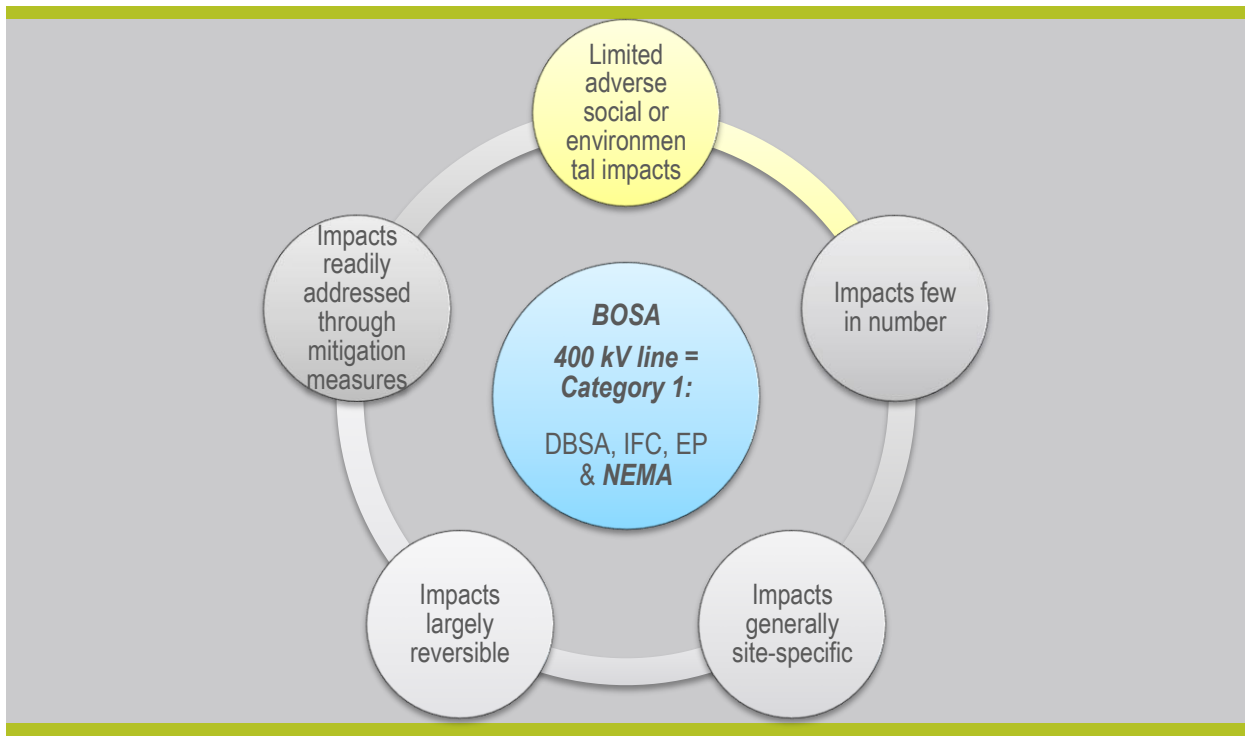 Limited
adverse
social or
environmen
tal impacts
Impacts few
in number
Impacts
generally
site-specific
Impacts
largely
reversible
Impacts
readily
addressed
through
mitigation
measures
BOSA
400 kV line =
Category 1:
DBSA, IFC, EP
& NEMA